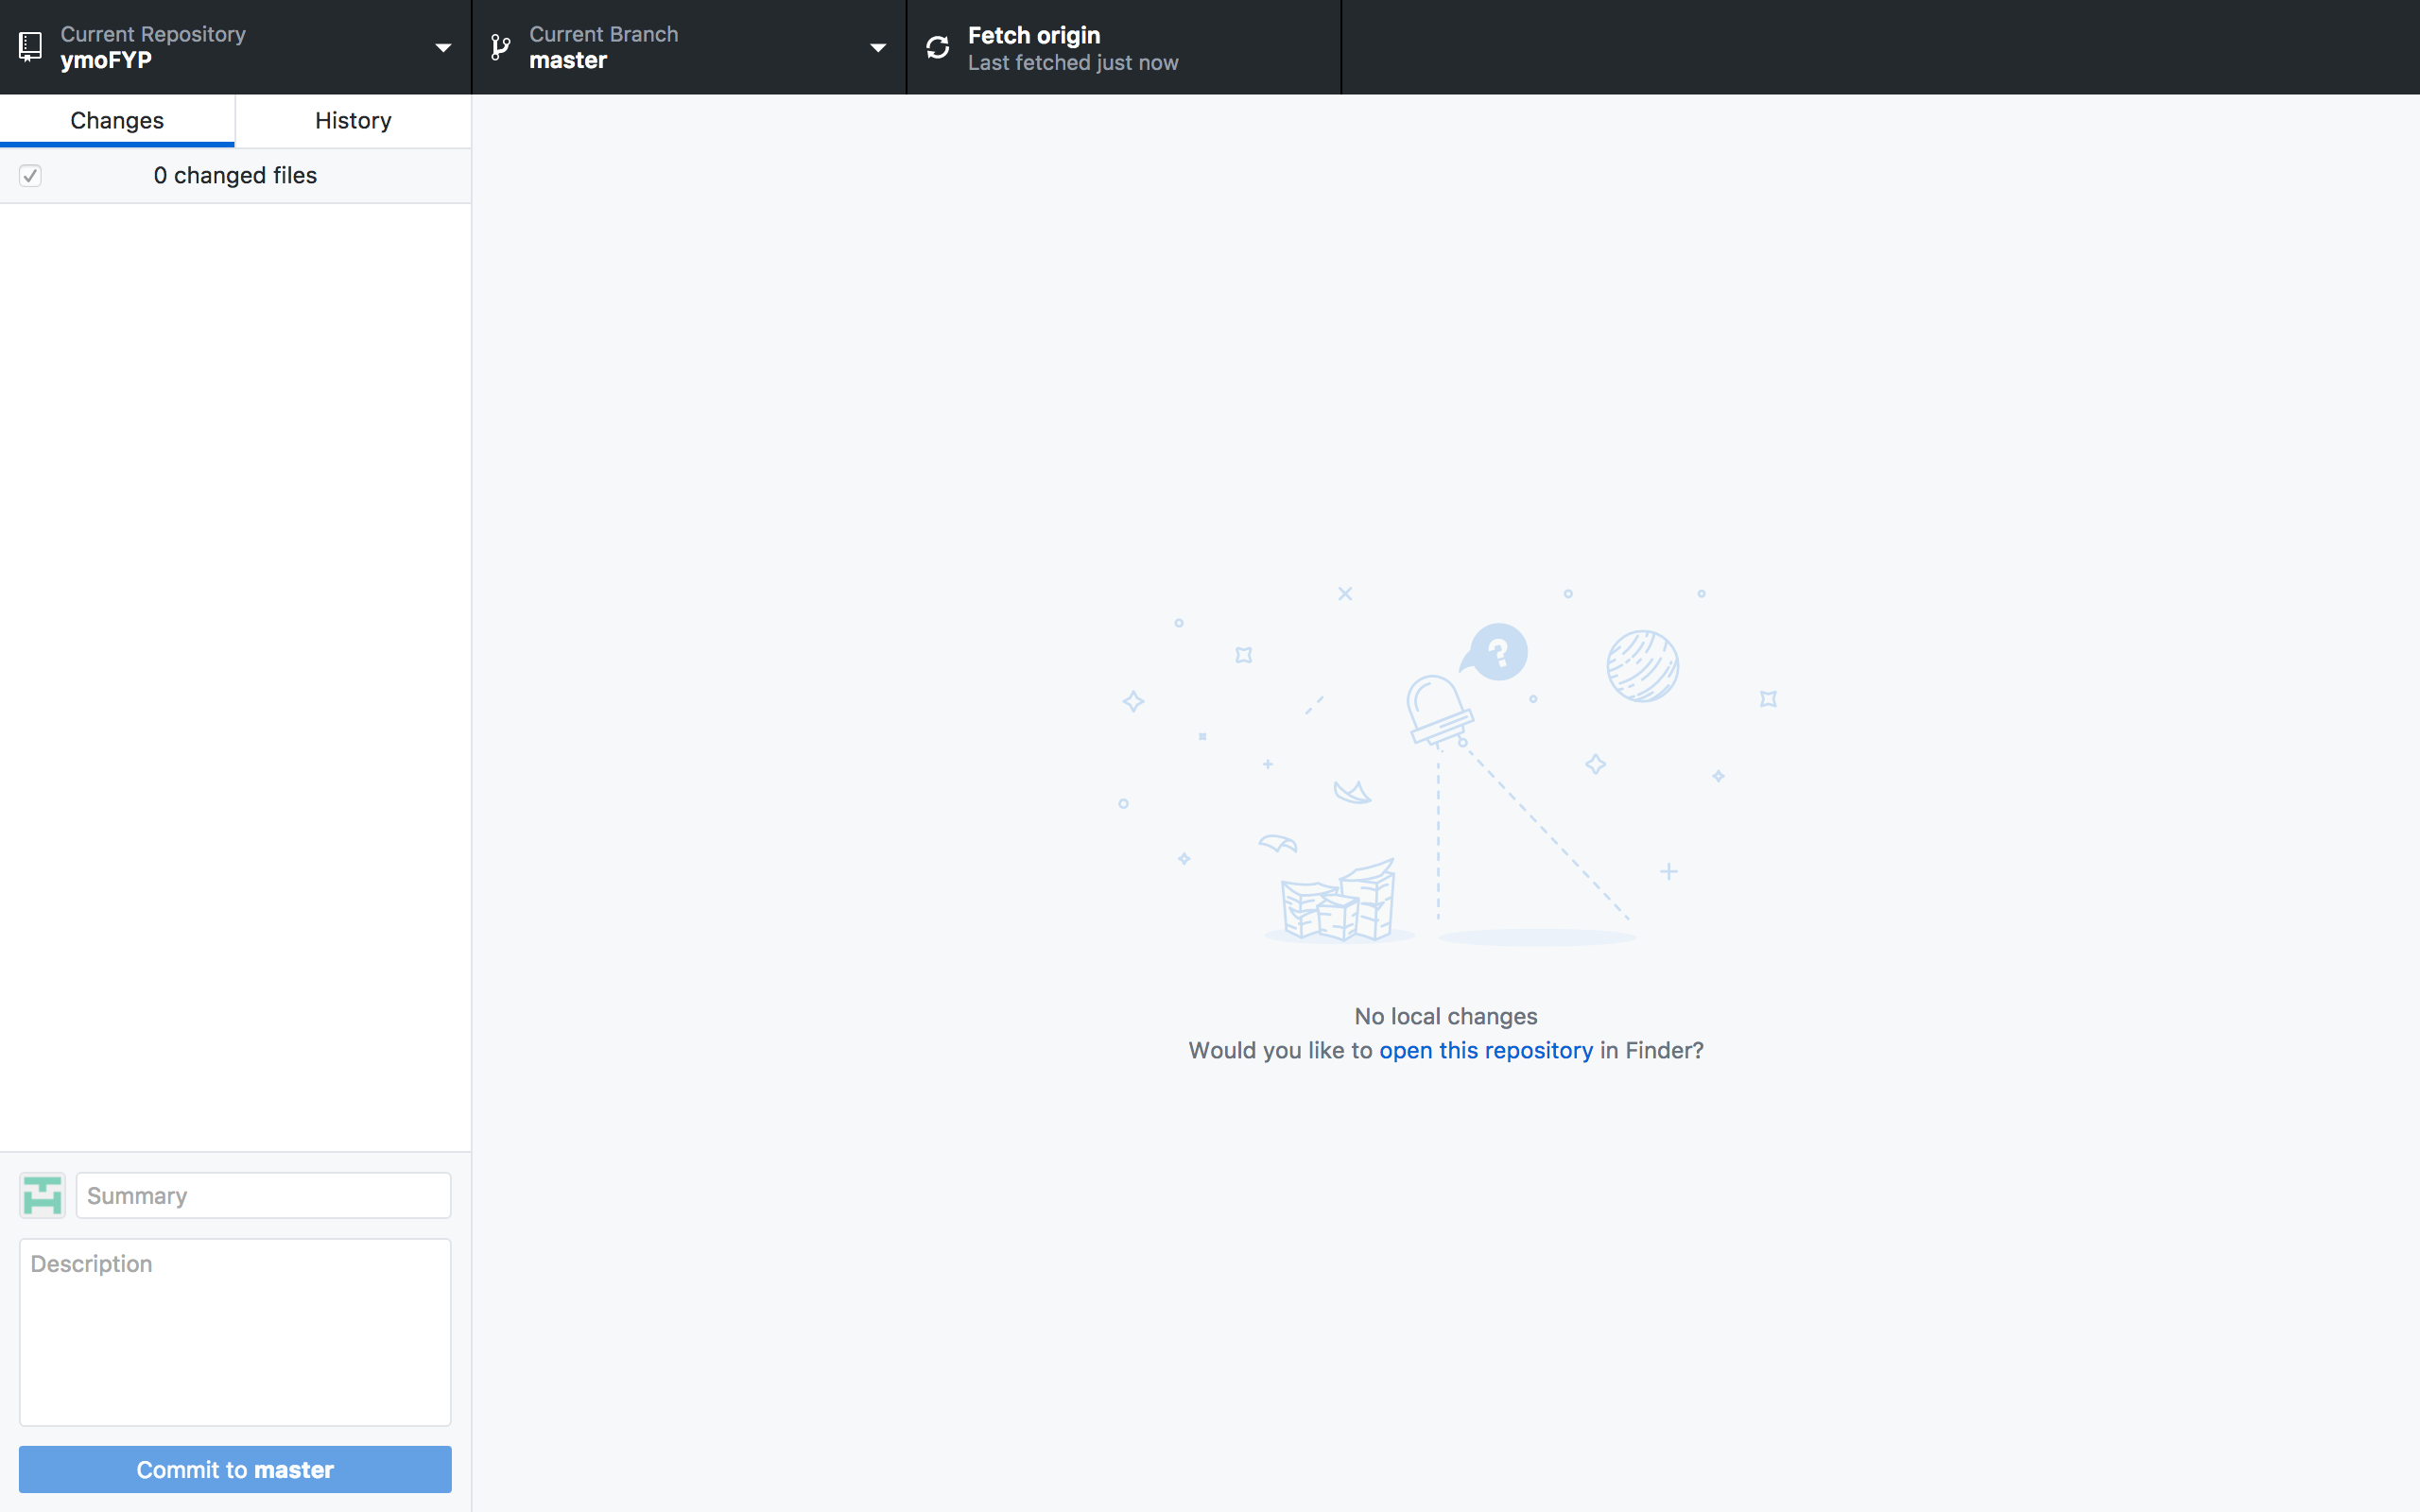 Current Repository
ymoFYP
Current Branch
master
Fetch origin
Last fetched just now
Changes
History
0 changed files
?
No local changes
Would you like to open this repository in Finder?
Summary
Description
Commit to master